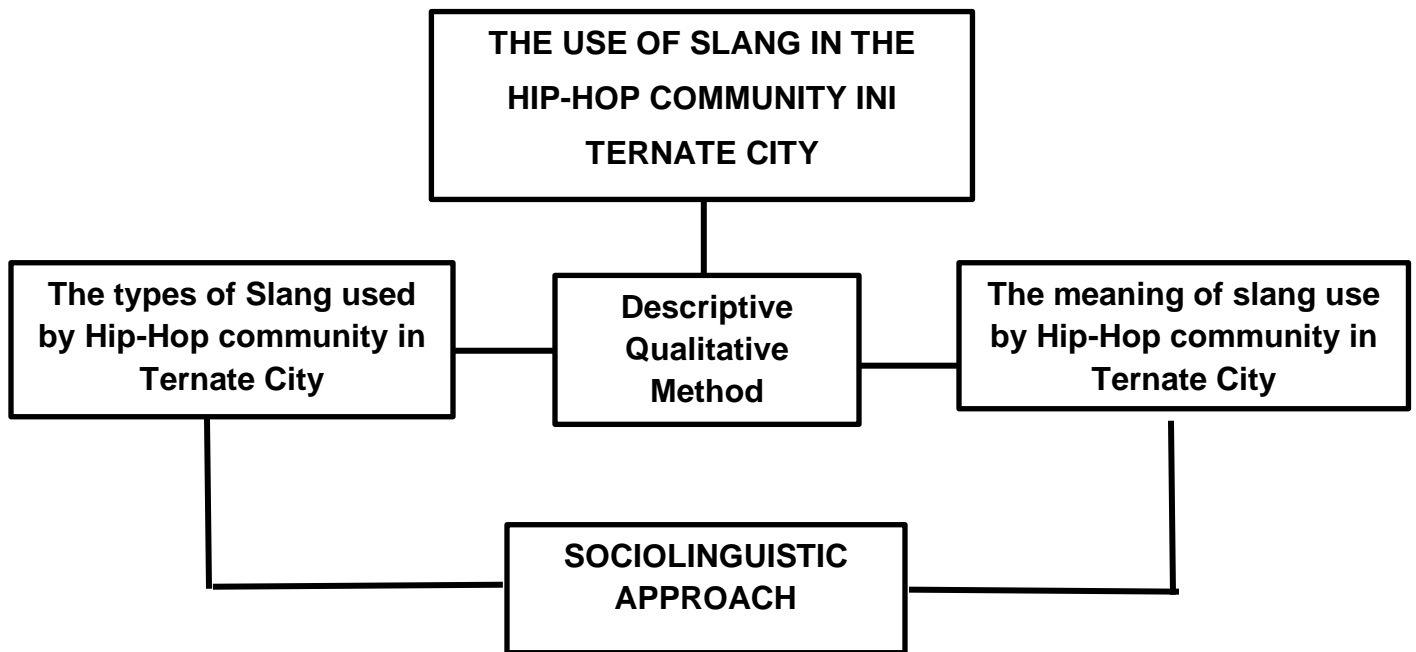 THE USE OF SLANG IN THE
HIP-HOP COMMUNITY INI
TERNATE CITY
The types of Slang used
by Hip-Hop community in
Ternate City
Descriptive
Qualitative
Method
The meaning of slang use
by Hip-Hop community in
Ternate City
SOCIOLINGUISTIC
APPROACH